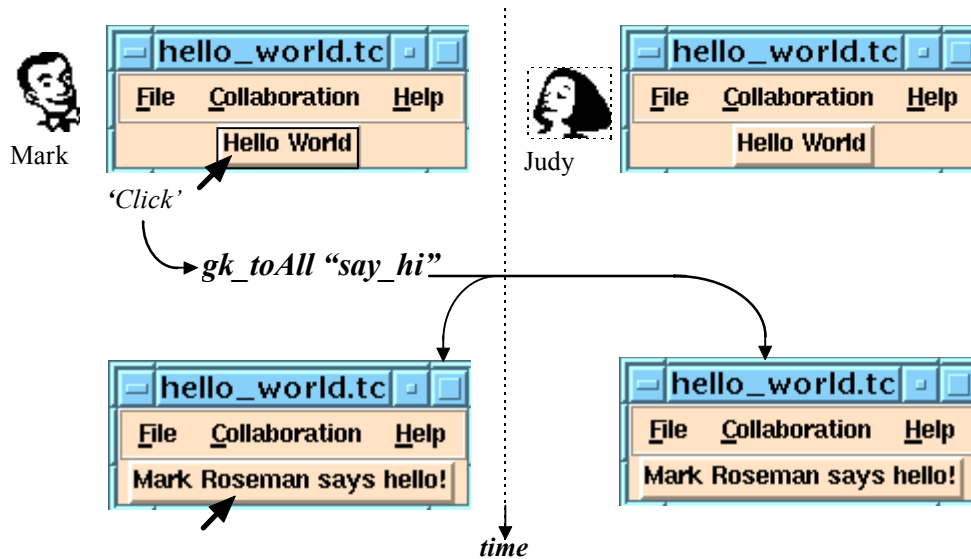 hello_world.tc
File Collaboration Help
Hello World
Mark
hello_world.tc
File Collaboration Help
Hello World
Judy
‘Click’
gk_toAll “say_hi”
hello_world.tc
File Collaboration Help
Mark Roseman says hello!
hello_world.tc
File Collaboration Help
Mark Roseman says hello!
time